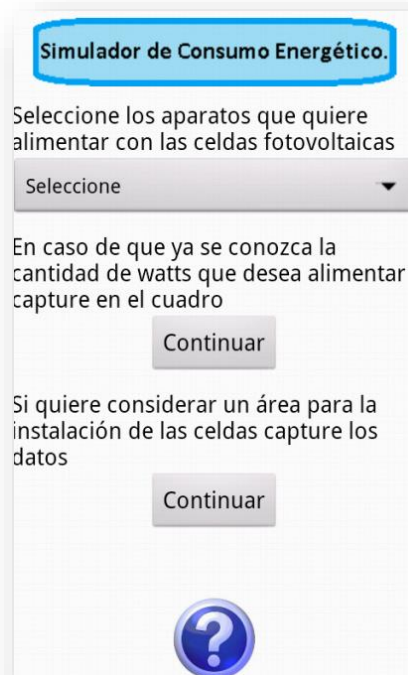 Simulador de Consumo Energético.
Seleccione los aparatos que quiere
alimentar con las celdas fotovoltaicas
Seleccione
En caso de que ya se conozca la
cantidad de watts que desea alimentar
capture en el cuadro
Continuar
Si quiere considerar un área para la
instalación de las celdas capture los
datos
Continuar
?